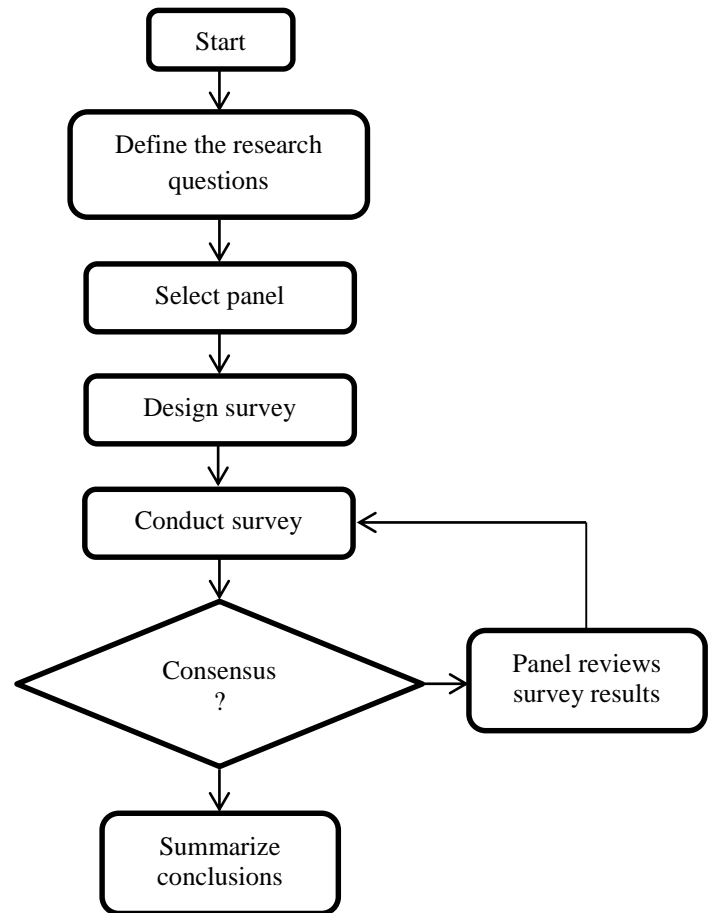 Start
Define the research
questions
Select panel
Design survey
Conduct survey
Consensus
?
Panel reviews
survey results
Summarize
conclusions